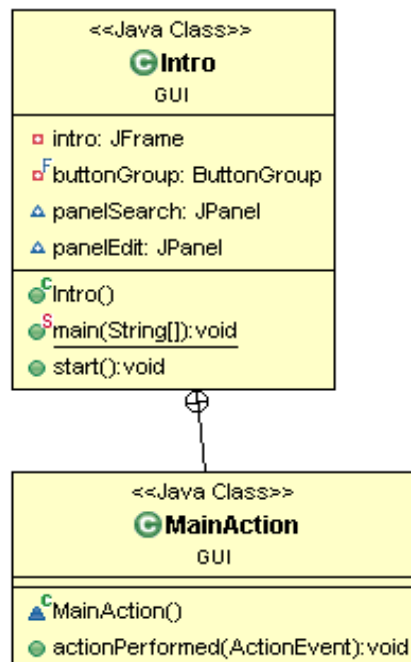 <<Java Class>>
Intro
GUI
intro: JFrame
buttonGroup: ButtonGroup
panelSearch: JPanel
panelEdit: JPanel
Intro()
main(String[]):void
start():void
<<Java Class>>
MainAction
GUI
MainAction()
actionPerformed(ActionEvent):void